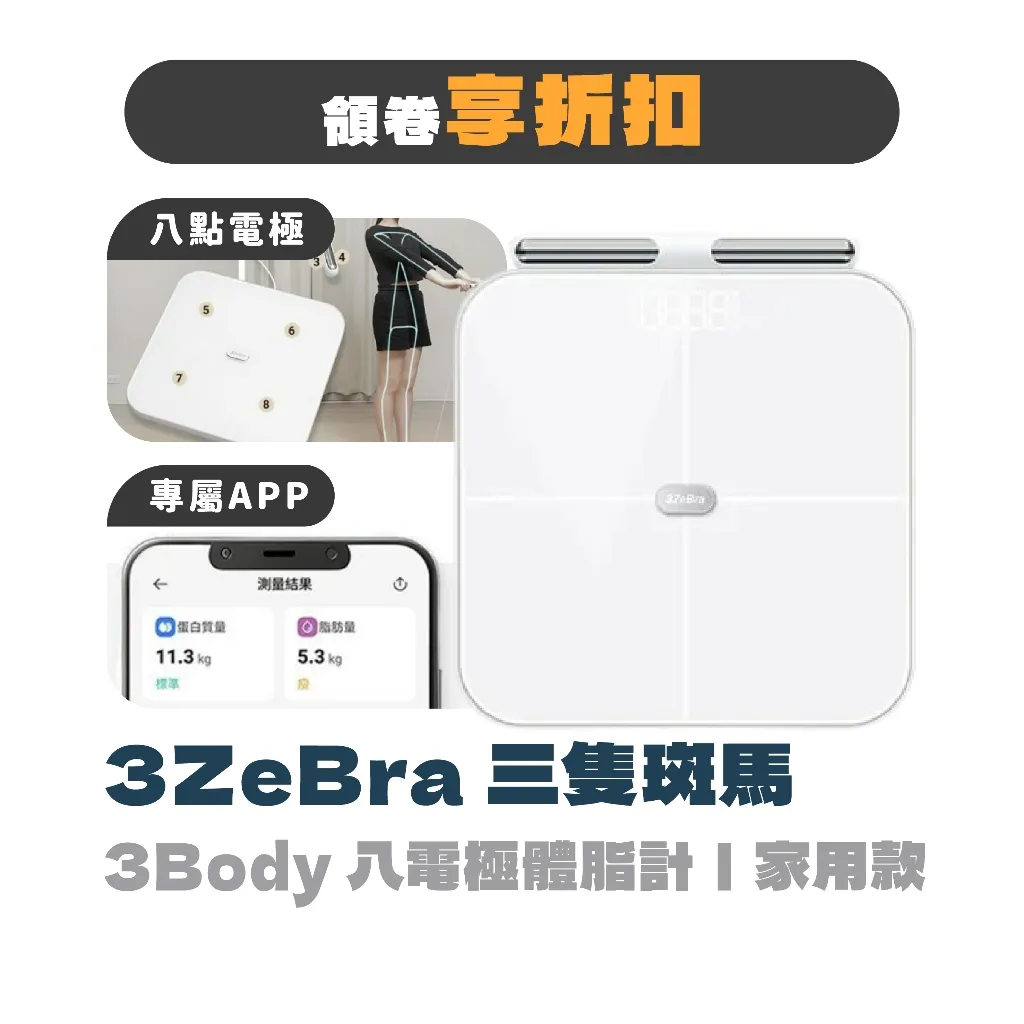 領卷享折扣
八點電極
3 4
5
6
7
8
3ZeBra
專屬APP
測量結果
蛋白質量
脂肪量
11.3 kg
5.3 kg
標準
瘦
3ZeBra 三隻斑馬
3Body 八電極體脂計 | 家用款